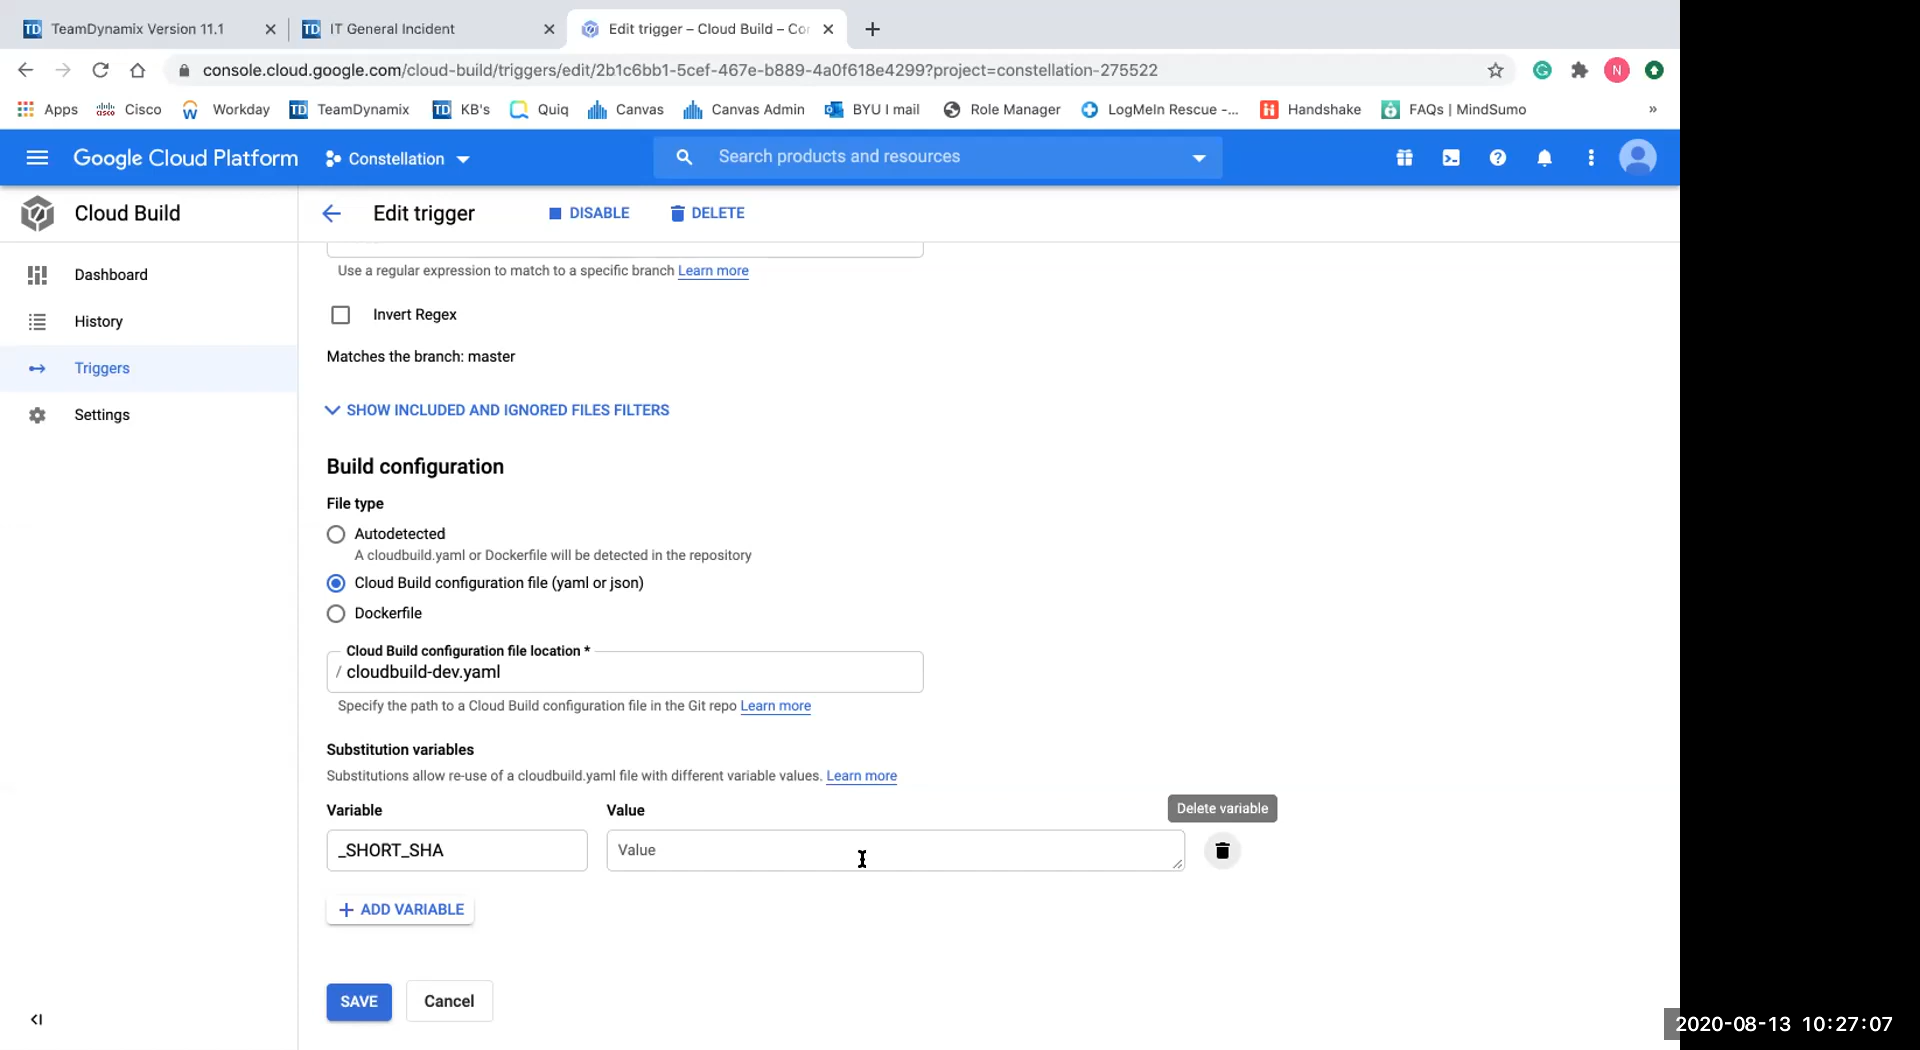 TD TeamDynamix Version 11.1
TD IT General Incident
Edit trigger – Cloud Build – Co
console.cloud.google.com/cloud-build/triggers/edit/2b1c6bb1-5cef-467e-b889-4a0f618e4299?project=constellation-275522
N
Apps
cisco Cisco
Workday
TD TeamDynamix
TD KB's
Quiq
Canvas
Canvas Admin
BYU I mail
Role Manager
LogMeIn Rescue -...
Handshake
FAQs | MindSumo
»
Google Cloud Platform
Constellation
Search products and resources
Cloud Build
Edit trigger
DISABLE
DELETE
Dashboard
History
Triggers
Settings
Use a regular expression to match to a specific branch Learn more
Invert Regex
Matches the branch: master
SHOW INCLUDED AND IGNORED FILES FILTERS
Build configuration
File type
Autodetected
A cloudbuild.yaml or Dockerfile will be detected in the repository
Cloud Build configuration file (yaml or json)
Dockerfile
Cloud Build configuration file location *
/ cloudbuild-dev.yaml
Specify the path to a Cloud Build configuration file in the Git repo Learn more
Substitution variables
Substitutions allow re-use of a cloudbuild.yaml file with different variable values. Learn more
Variable
Value
Delete variable
_SHORT_SHA
Value
+ ADD VARIABLE
SAVE
Cancel
2020-08-13 10:27:07